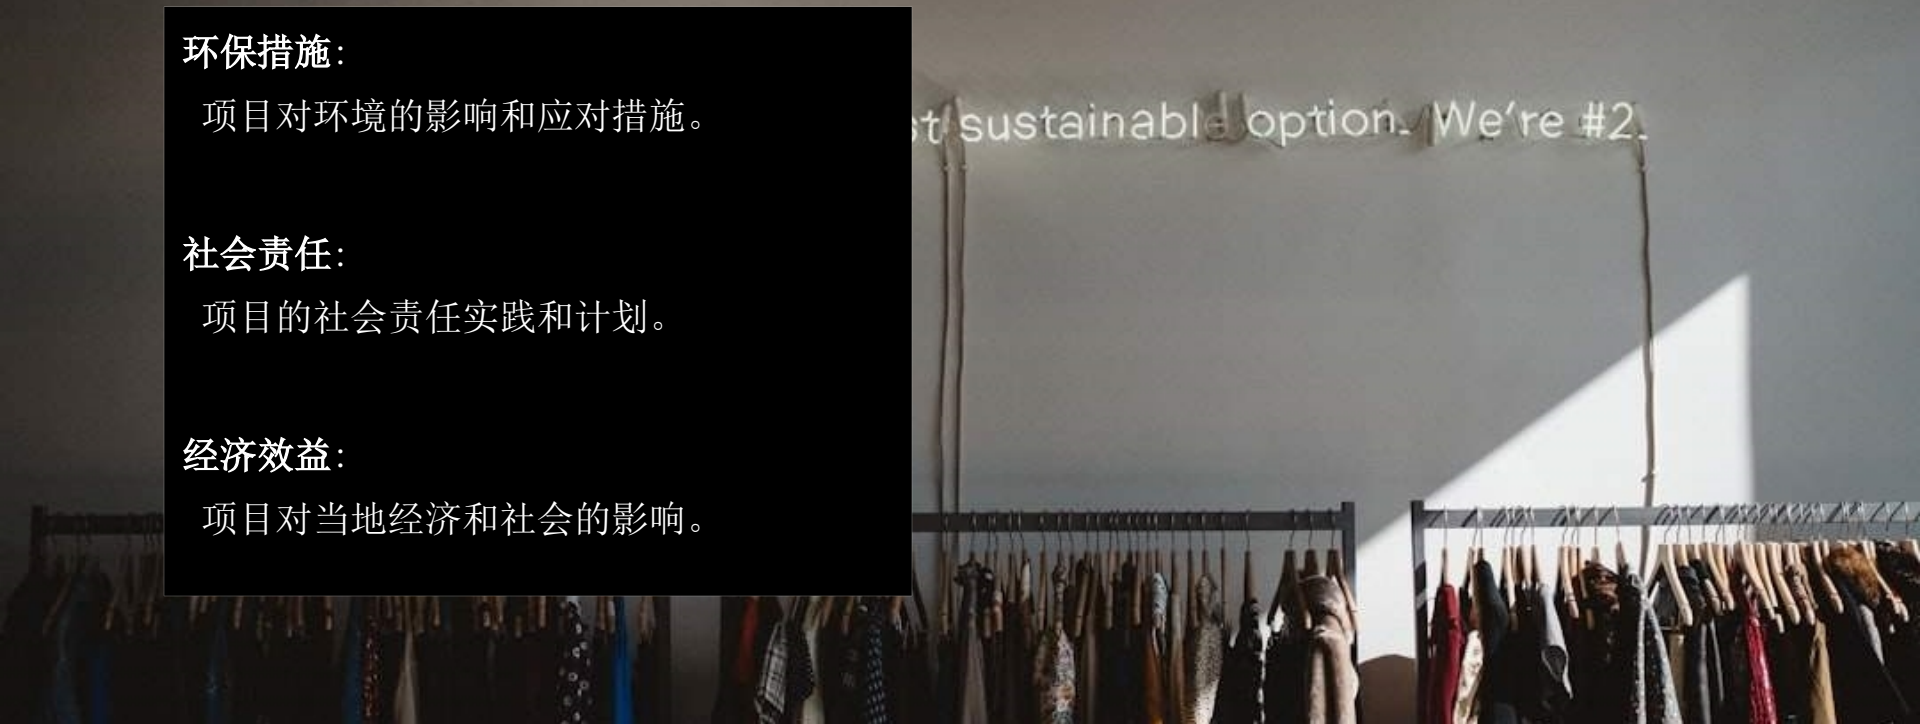 环保措施:
项目对环境的影响和应对措施。
社会责任:
项目的社会责任实践和计划。
经济效益:
项目对当地经济和社会的影响。
sustainable option. We're #2.